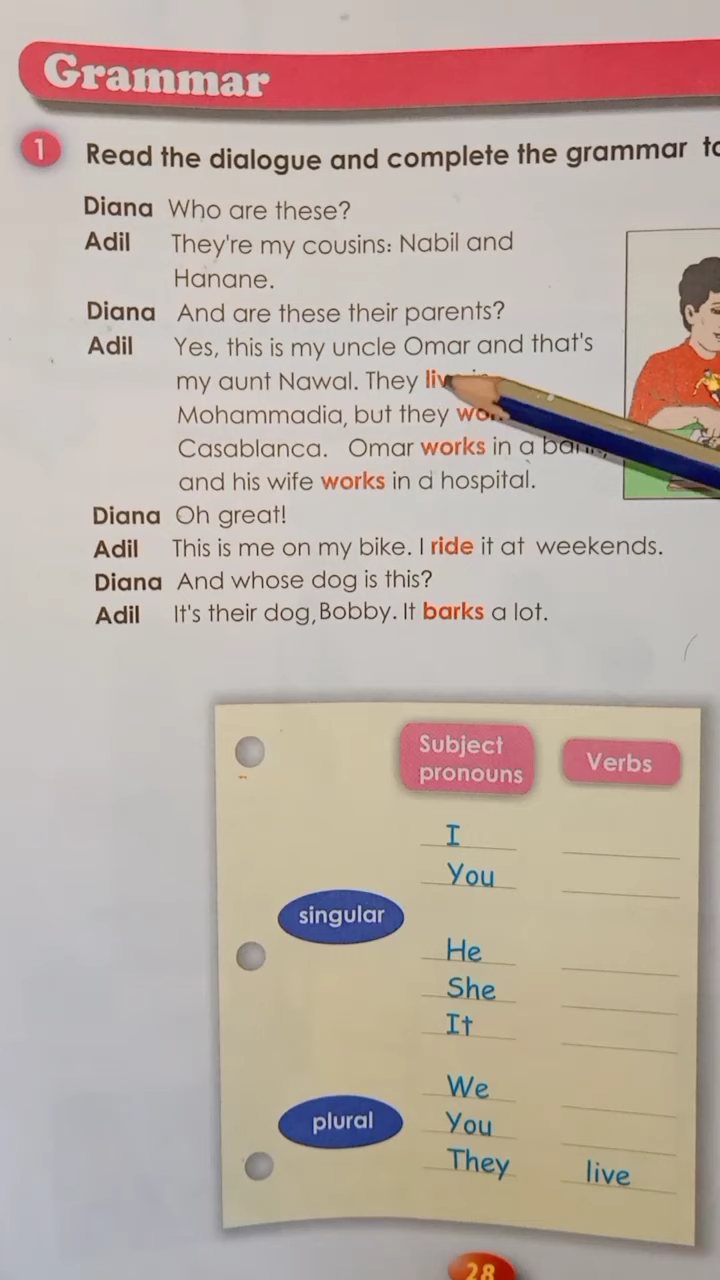 Grammar
1 Read the dialogue and complete the grammar
Diana Who are these?
Adil They're my cousins: Nabil and
Hanane.
Diana And are these their parents?
Adil Yes, this is my uncle Omar and that's
my aunt Nawal. They
Mohammadia, but they
Casablanca. Omar works in a
and his wife works in a hospital.
Diana Oh great!
Adil This is me on my bike. I ride it at weekends.
Diana And whose dog is this?
Adil It's their dog, Bobby. It barks a lot.
Subject
pronouns
Verbs
I
You
singular
He
She
It
We
plural
You
They live
28